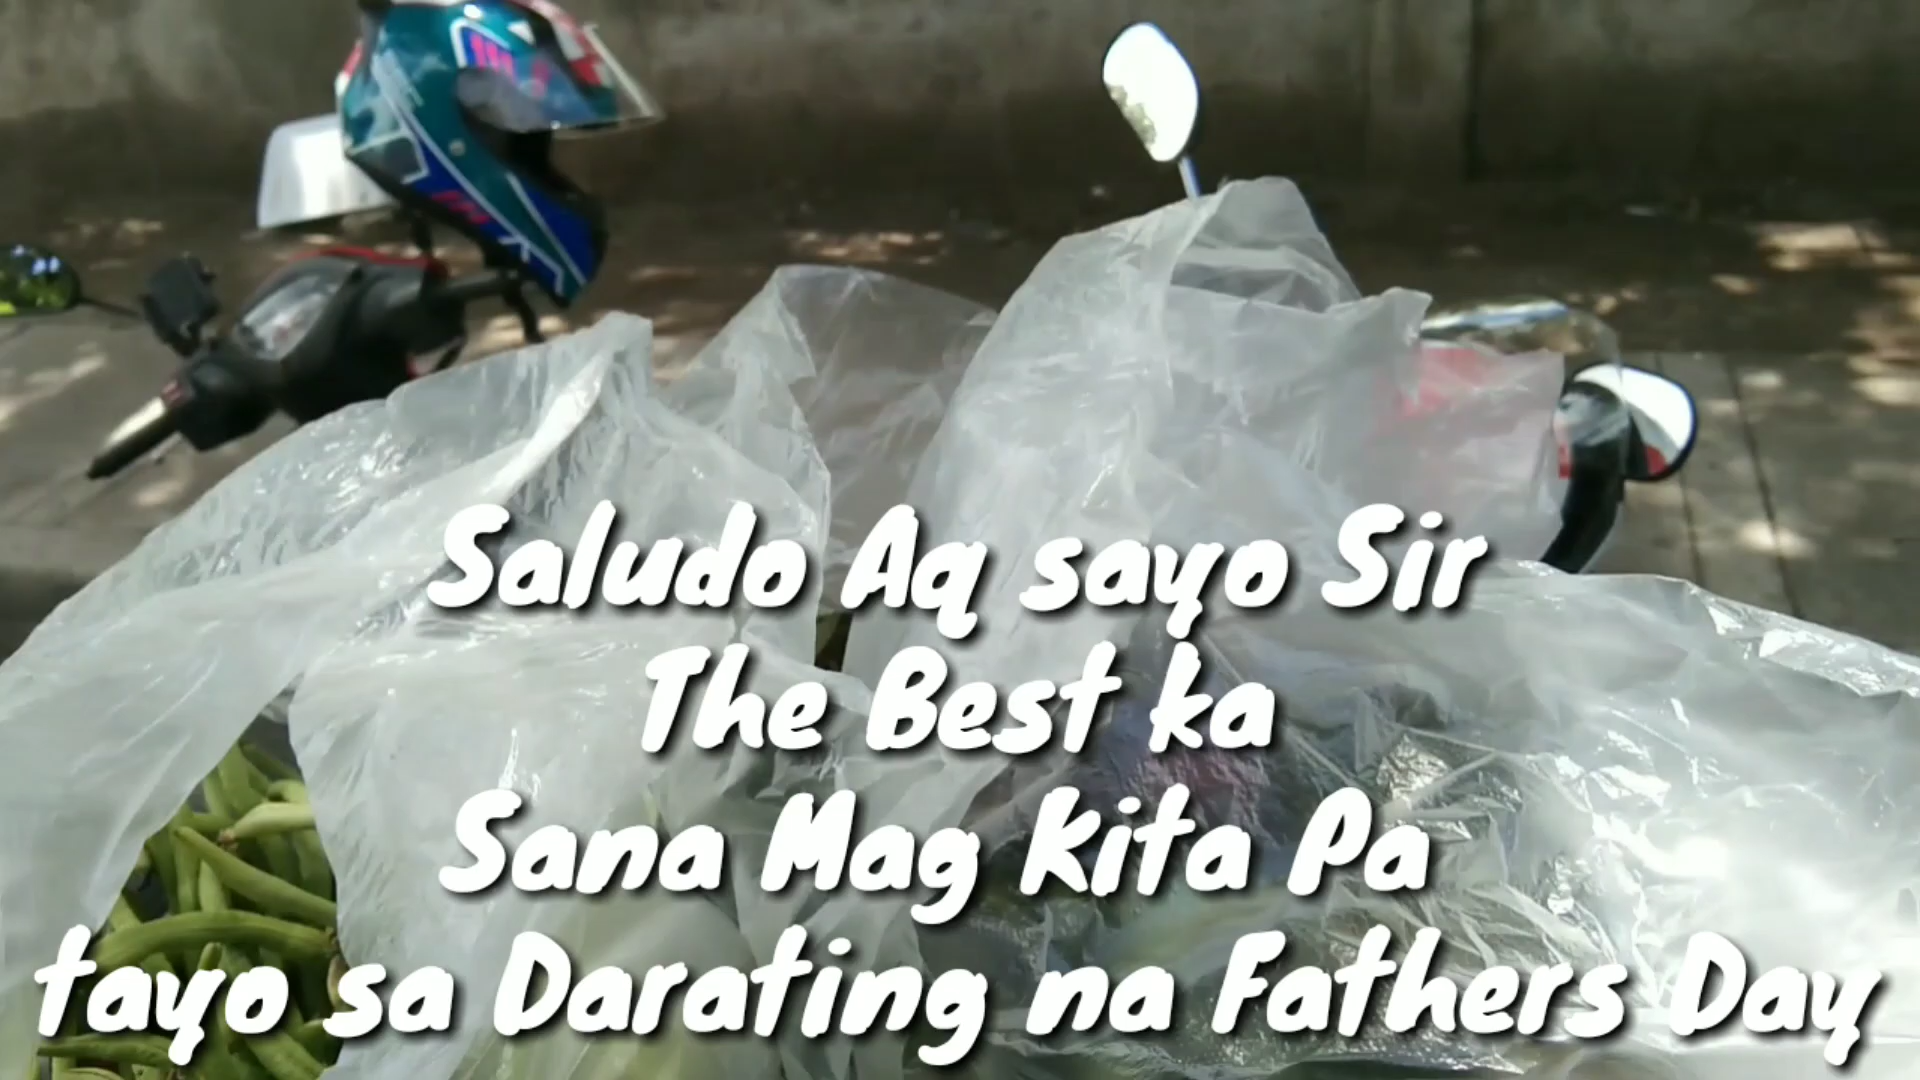 Saludo Aq sayo Sir
The Best ka
Sana Mag Kita Pa
tayo sa Darating na Fathers Day